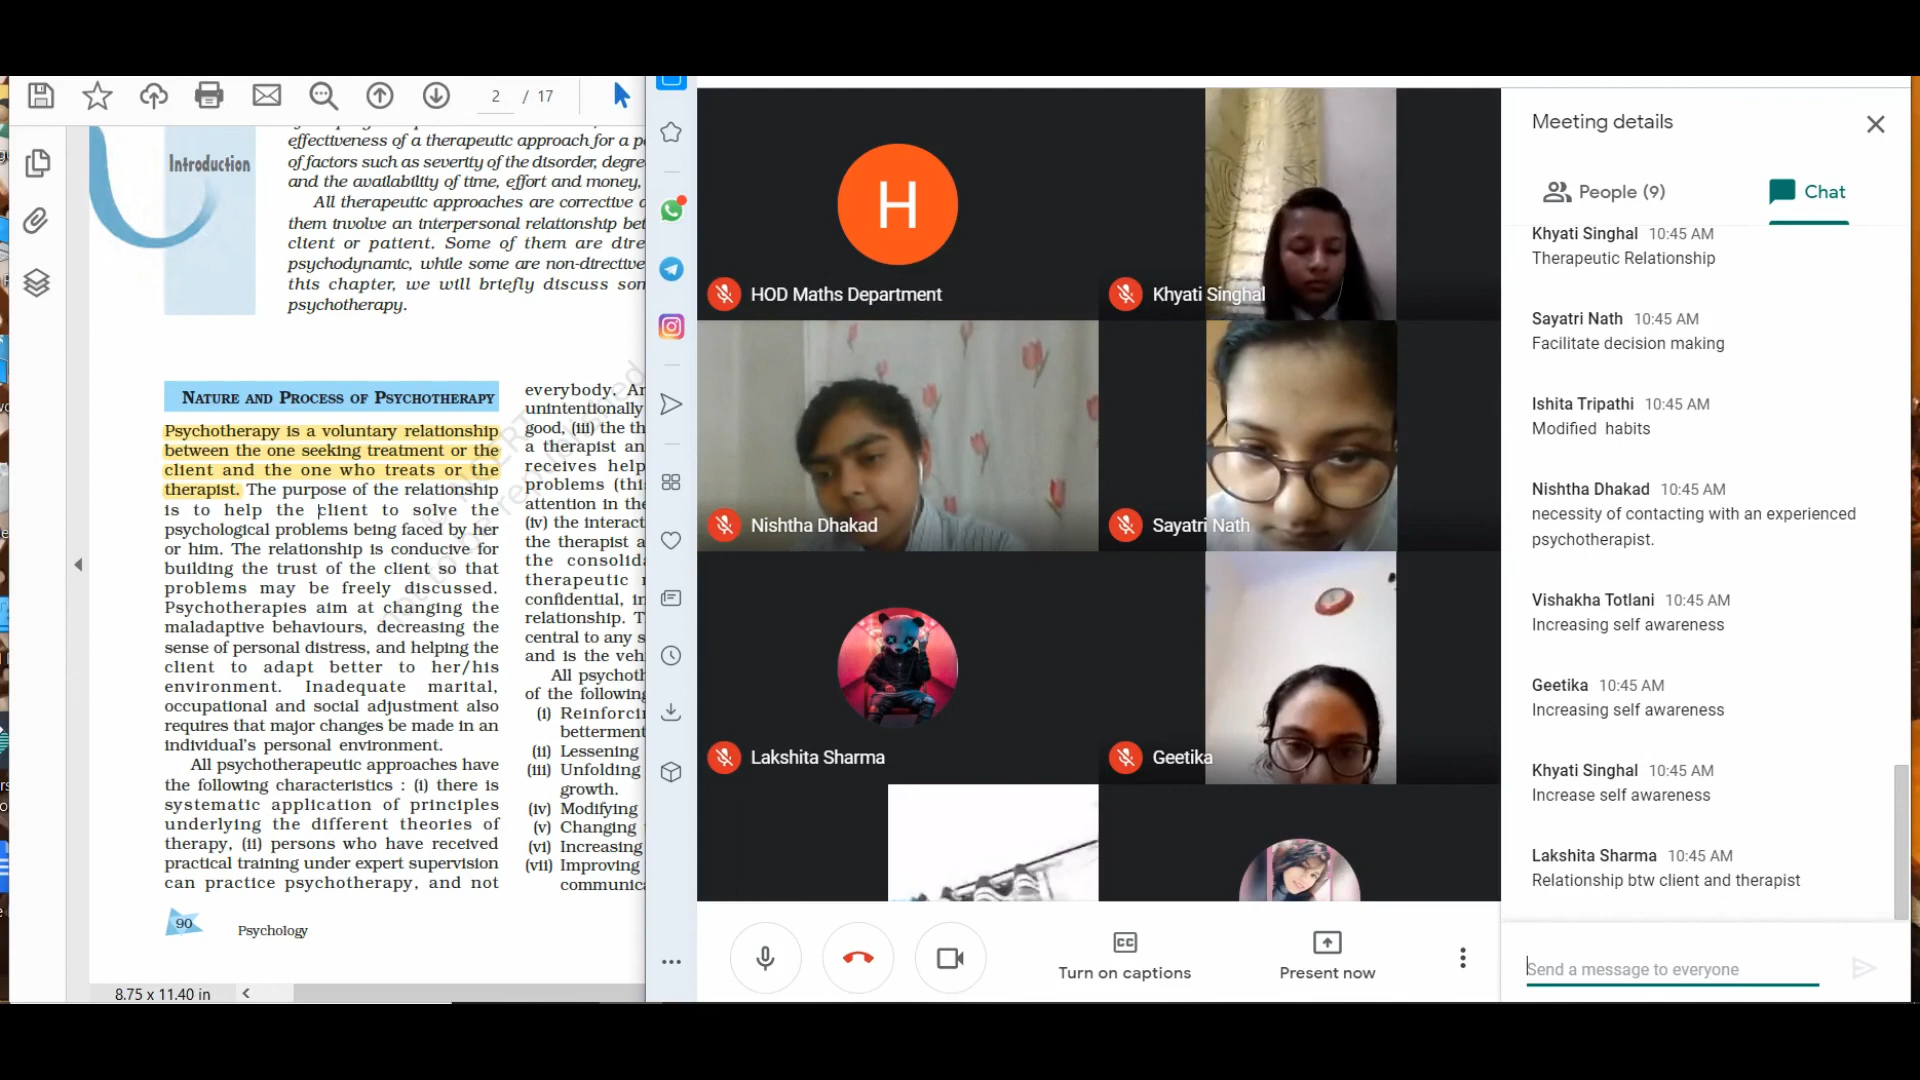 2 / 17
effectiveness of a therapeutic approach for a
Introduction
of factors such as severity of the disorder,
and the availability of time, effort and money,
All therapeutic approaches are corrective
them involve an interpersonal relationship
client or patient. Some of them are
psychodynamic, while some are non-directive
this chapter, we will briefly discuss
psychotherapy.
NATURE AND PROCESS OF PSYCHOTHERAPY
Psychotherapy is a voluntary relationship
between the one seeking treatment or the
client and the one who treats or the
therapist. The purpose of the relationship
is to help the client to solve the
psychological problems being faced by her
or him. The relationship is conducive for
building the trust of the client so that
problems may be freely discussed.
Psychotherapies aim at changing the
maladaptive behaviours, decreasing the
sense of personal distress, and helping the
client to adapt better to her/his
environment. Inadequate marital,
occupational and social adjustment also
requires that major changes be made in an
individual's personal environment.
All psychotherapeutic approaches have
the following characteristics : (i) there is
systematic application of principles
underlying the different theories of
therapy, (ii) persons who have received
practical training under expert supervision
can practice psychotherapy, and not
everybody.
unintentionally
good, (iii) the
a therapist
receives help
problems
attention in the
(iv) the
the therapist
the
therapeutic
confidential,
relationship.
central to any
and is the
All
of the following
(i)
betterment
(ii) Lessening
(iii) Unfolding
growth.
(iv) Modifying
(v) Changing
(vi) Increasing
(vii) Improving
90
Psychology
8.75 x 11.40 in
© NCERT
not to be republished
H
HOD Maths Department
Khyati Singhal
Nishtha Dhakad
Sayatri Nath
Lakshita Sharma
Geetika
Turn on captions
Present now
Meeting details
People (9)
Chat
Khyati Singhal 10:45 AM
Therapeutic Relationship
Sayatri Nath 10:45 AM
Facilitate decision making
Ishita Tripathi 10:45 AM
Modified habits
Nishtha Dhakad 10:45 AM
necessity of contacting with an experienced
psychotherapist.
Vishakha Totlani 10:45 AM
Increasing self awareness
Geetika 10:45 AM
Increasing self awareness
Khyati Singhal 10:45 AM
Increase self awareness
Lakshita Sharma 10:45 AM
Relationship btw client and therapist
Send a message to everyone